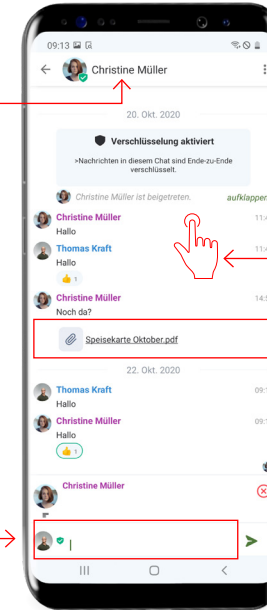 09:13
Christine Müller
20. Okt. 2020
Verschlüsselung aktiviert
>Nachrichten in diesem Chat sind Ende-zu-Ende
verschlüsselt.
Christine Müller ist beigetreten. aufklappen
Christine Müller
Hallo
Thomas Kraft
Hallo
1
Christine Müller 14:
Noch da?
Speisekarte Oktober.pdf
22. Okt. 2020
Thomas Kraft
Hallo
Christine Müller
Hallo
1
Christine Müller